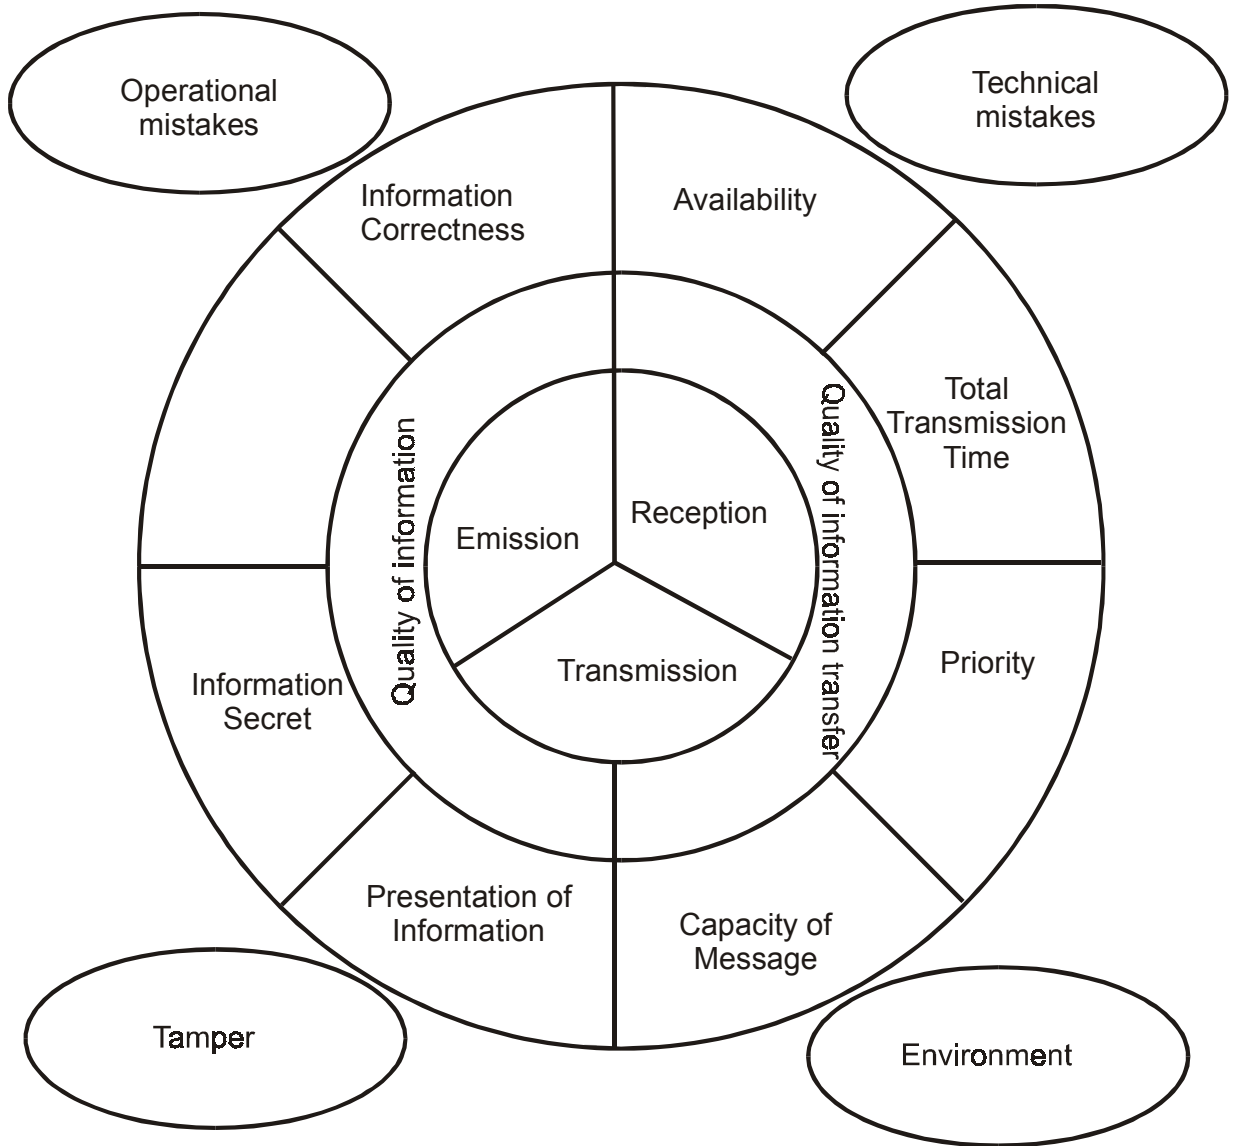 Operational
mistakes
Technical
mistakes
Information
Correctness
Availability
Total
Transmission
Time
Quality of information
Quality of information transfer
Emission
Reception
Transmission
Information
Secret
Priority
Presentation of
Information
Capacity of
Message
Tamper
Environment